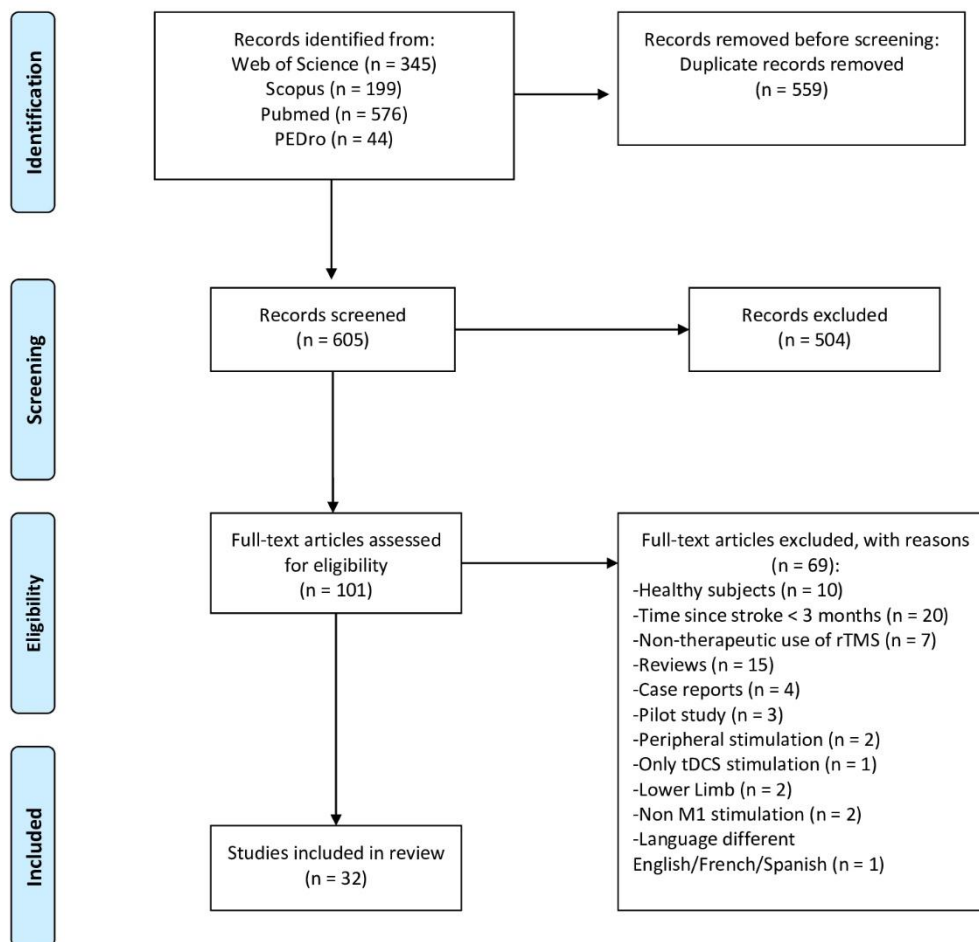 Identification
Records identified from:
Web of Science (n = 345)
Scopus (n = 199)
Pubmed (n = 576)
PEDro (n = 44)
Records removed before screening:
Duplicate records removed
(n = 559)
Screening
Records screened
(n = 605)
Records excluded
(n = 504)
Eligibility
Full-text articles assessed
for eligibility
(n = 101)
Full-text articles excluded, with reasons
(n = 69):
-Healthy subjects (n = 10)
-Time since stroke < 3 months (n = 20)
-Non-therapeutic use of rTMS (n = 7)
-Reviews (n = 15)
-Case reports (n = 4)
-Pilot study (n = 3)
-Peripheral stimulation (n = 2)
-Only tDCS stimulation (n = 1)
-Lower Limb (n = 2)
-Non M1 stimulation (n = 2)
-Language different
English/French/Spanish (n = 1)
Included
Studies included in review
(n = 32)